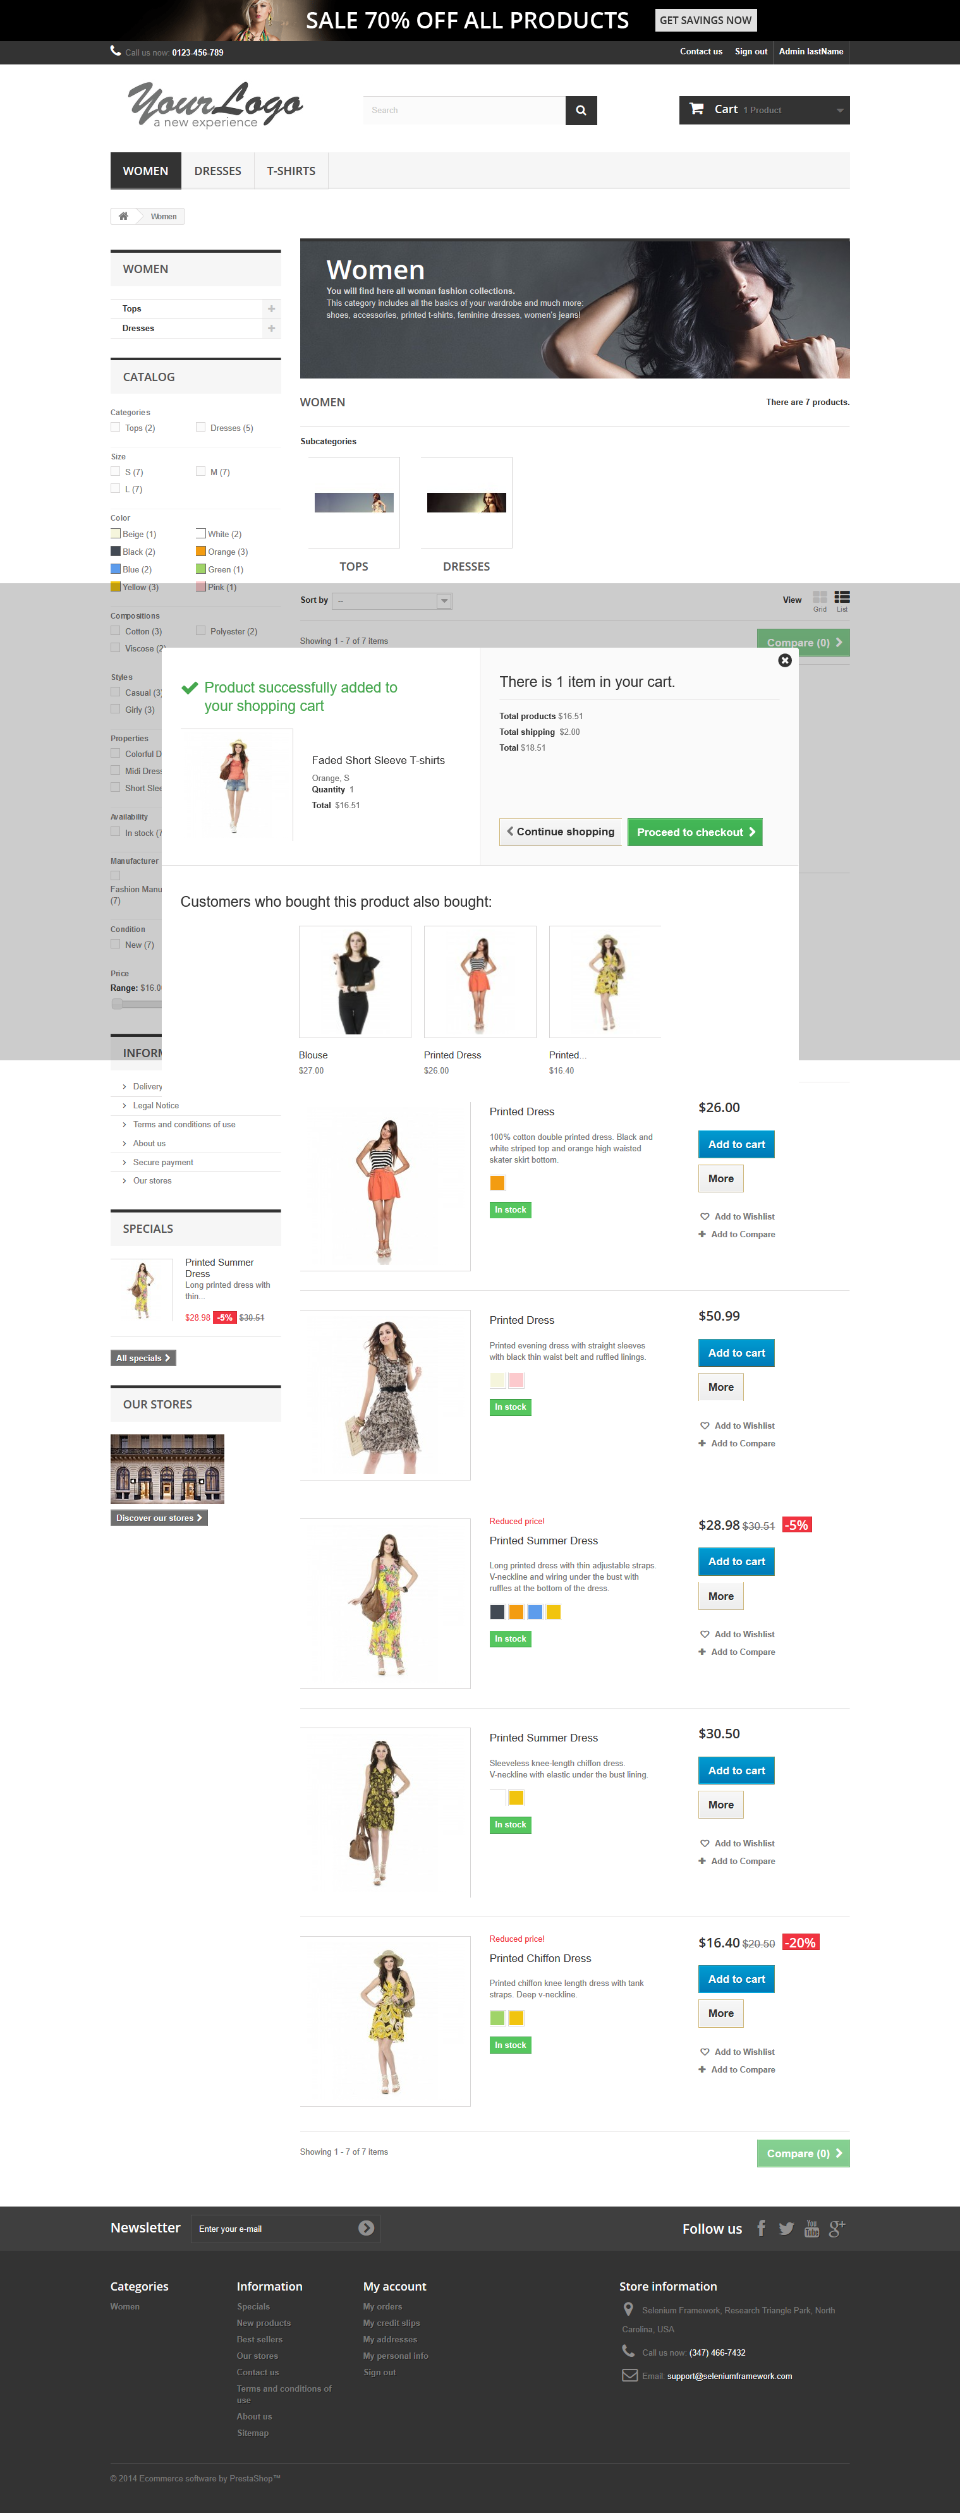 SALE 70% OFF ALL PRODUCTS
GET SAVINGS NOW
Call us now: 0123-456-789
Contact us
Sign out
Admin lastName
YourLogo
a new experience
Search
Cart 1 Product
WOMEN
DRESSES
T-SHIRTS
Women
WOMEN
Tops
Dresses
CATALOG
Categories
Tops (2)
Dresses (5)
Size
S (7)
M (7)
L (7)
Color
Beige (1)
White (2)
Black (2)
Orange (3)
Blue (2)
Green (1)
Yellow (3)
Pink (1)
Compositions
Cotton (3)
Polyester (2)
Viscose (2)
Styles
Casual (3)
Girly (3)
Properties
Colorful D
Midi Dress
Short Slee
Availability
In stock (7
Manufacturer
Fashion Manu
(7)
Condition
New (7)
Price
Range: $16.0
INFORM
Delivery
Legal Notice
Terms and conditions of use
About us
Secure payment
Our stores
SPECIALS
Printed Summer
Dress
Long printed dress with
thin...
$28.98 -5% $30.51
All specials
OUR STORES
Discover our stores
Women
You will find here all woman fashion collections.
This category includes all the basics of your wardrobe and much more:
shoes, accessories, printed t-shirts, feminine dresses, women's jeans!
WOMEN
There are 7 products.
Subcategories
TOPS
DRESSES
Sort by
--
View
Grid
List
Showing 1 - 7 of 7 items
Compare (0)
Product successfully added to
your shopping cart
Faded Short Sleeve T-shirts
Orange, S
Quantity 1
Total $16.51
There is 1 item in your cart.
Total products $16.51
Total shipping $2.00
Total $18.51
Continue shopping
Proceed to checkout
Customers who bought this product also bought:
Blouse
$27.00
Printed Dress
$26.00
Printed...
$16.40
Printed Dress
100% cotton double printed dress. Black and
white striped top and orange high waisted
skater skirt bottom.
In stock
$26.00
Add to cart
More
Add to Wishlist
Add to Compare
Printed Dress
Printed evening dress with straight sleeves
with black thin waist belt and ruffled linings.
In stock
$50.99
Add to cart
More
Add to Wishlist
Add to Compare
Reduced price!
Printed Summer Dress
Long printed dress with thin adjustable straps.
V-neckline and wiring under the bust with
ruffles at the bottom of the dress.
In stock
$28.98 $30.51 -5%
Add to cart
More
Add to Wishlist
Add to Compare
Printed Summer Dress
Sleeveless knee-length chiffon dress.
V-neckline with elastic under the bust lining.
In stock
$30.50
Add to cart
More
Add to Wishlist
Add to Compare
Reduced price!
Printed Chiffon Dress
Printed chiffon knee length dress with tank
straps. Deep v-neckline.
In stock
$16.40 $20.50 -20%
Add to cart
More
Add to Wishlist
Add to Compare
Showing 1 - 7 of 7 items
Compare (0)
Newsletter
Enter your e-mail
Follow us
You
Tube
Categories
Women
Information
Specials
New products
Best sellers
Our stores
Contact us
Terms and conditions of
use
About us
Sitemap
My account
My orders
My credit slips
My addresses
My personal info
Sign out
Store information
Selenium Framework, Research Triangle Park, North
Carolina, USA
Call us now: (347) 466-7432
Email: support@seleniumframework.com
© 2014 Ecommerce software by PrestaShop™